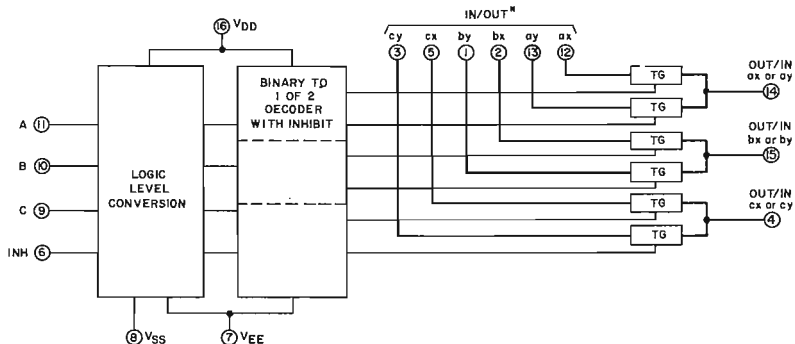 IN/OUT*
cy cx by bx ay ax
3 5 1 2 13 12
16 VDD
BINARY TO
1 OF 2
OECODER
WITH INHIBIT
LOGIC
LEVEL
CONVERSION
A 11
B 10
C 9
INH 6
8 VSS
7 VEE
TG
TG
TG
TG
TG
TG
OUT/IN
ax or ay
14
OUT/IN
bx or by
15
OUT/IN
cx or cy
4